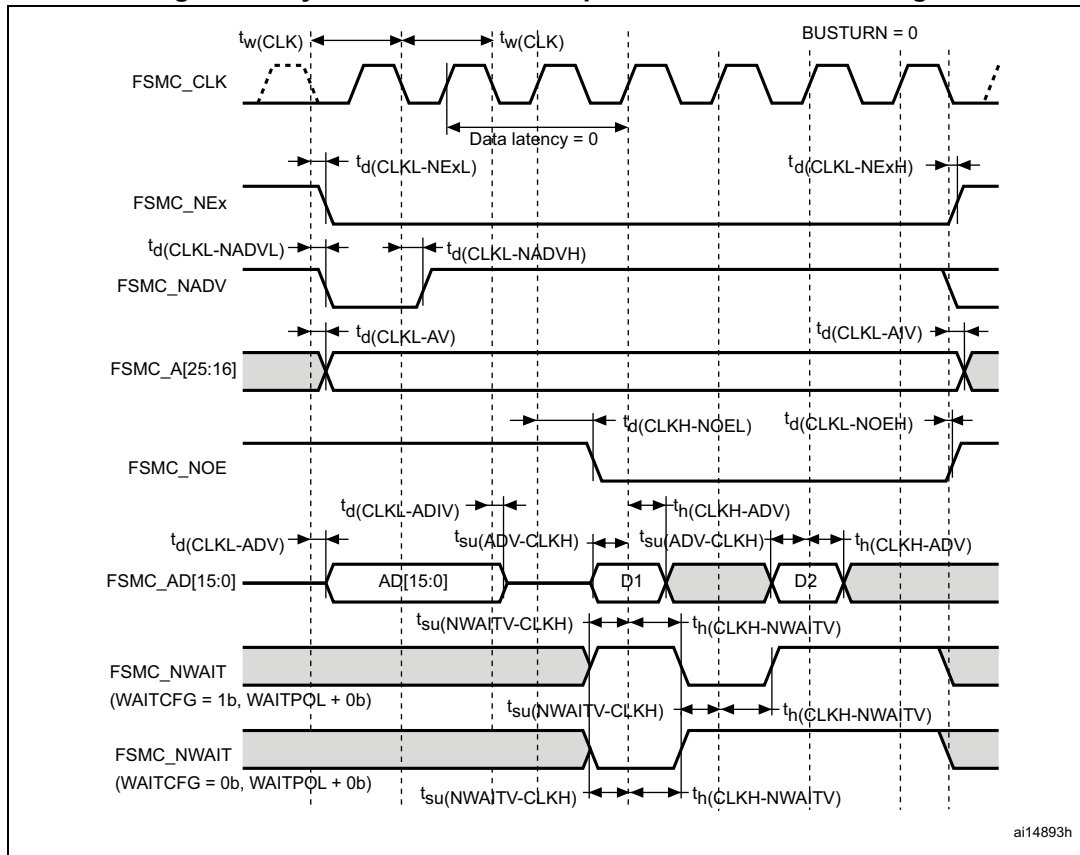 BUSTURN = 0
tw(CLK) tw(CLK)
FSMC_CLK
Data latency = 0
td(CLKL-NExL) td(CLKL-NExH)
FSMC_NEx
td(CLKL-NADVL) td(CLKL-NADVH)
FSMC_NADV
td(CLKL-AV) td(CLKL-AIV)
FSMC_A[25:16]
td(CLKH-NOEL) td(CLKL-NOEH)
FSMC_NOE
td(CLKL-ADIV) th(CLKH-ADV)
td(CLKL-ADV) tsu(ADV-CLKH) tsu(ADV-CLKH) th(CLKH-ADV)
FSMC_AD[15:0] AD[15:0] D1 D2
tsu(NWAITV-CLKH) th(CLKH-NWAITV)
FSMC_NWAIT
(WAITCFG = 1b, WAITPOL + 0b)
tsu(NWAITV-CLKH) th(CLKH-NWAITV)
FSMC_NWAIT
(WAITCFG = 0b, WAITPOL + 0b)
tsu(NWAITV-CLKH) th(CLKH-NWAITV)
ai14893h